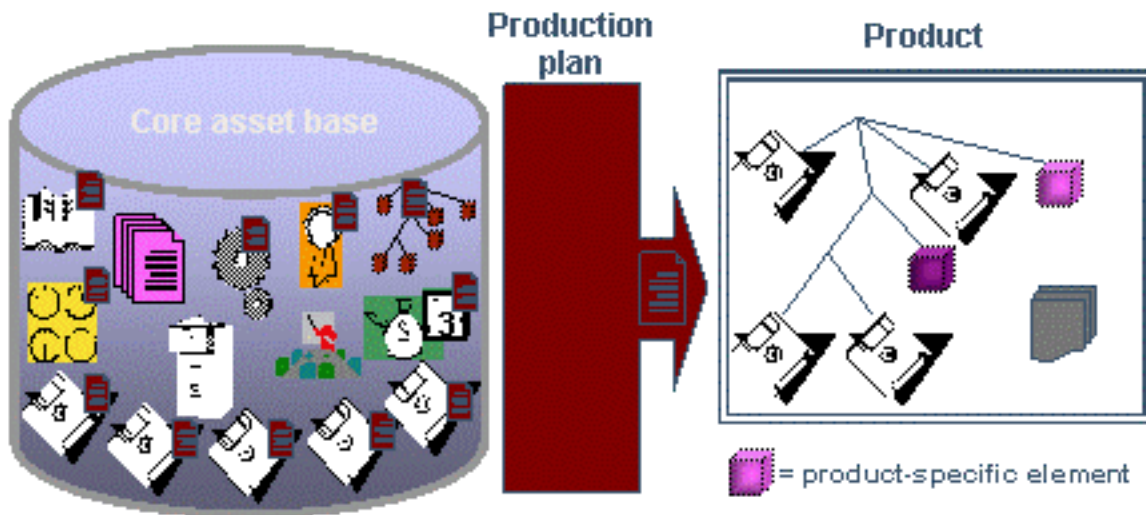 Production
plan
Product
Core asset base
= product-specific element